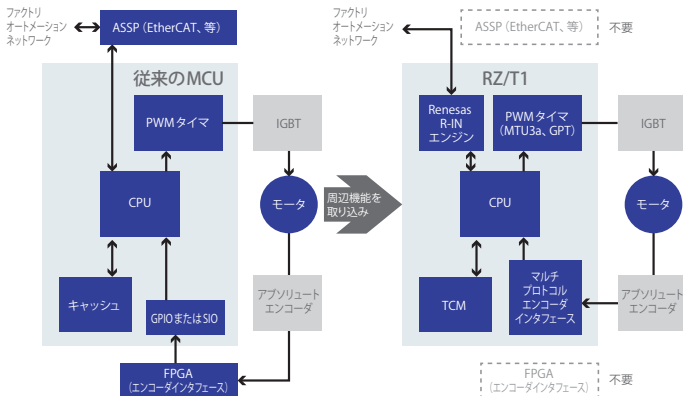 ファクトリ
オートメーション
ネットワーク
ASSP（EtherCAT、等）
従来のMCU
PWMタイマ
IGBT
CPU
モータ
キャッシュ
GPIOまたはSIO
アブソリュート
エンコーダ
FPGA
（エンコーダインタフェース）
周辺機能を
取り込み
ファクトリ
オートメーション
ネットワーク
ASSP（EtherCAT、等）
不要
RZ/T1
Renesas
R-IN
エンジン
PWMタイマ
（MTU3a、GPT）
IGBT
CPU
モータ
TCM
マルチ
プロトコル
エンコーダ
インタフェース
アブソリュート
エンコーダ
FPGA
（エンコーダインタフェース）
不要